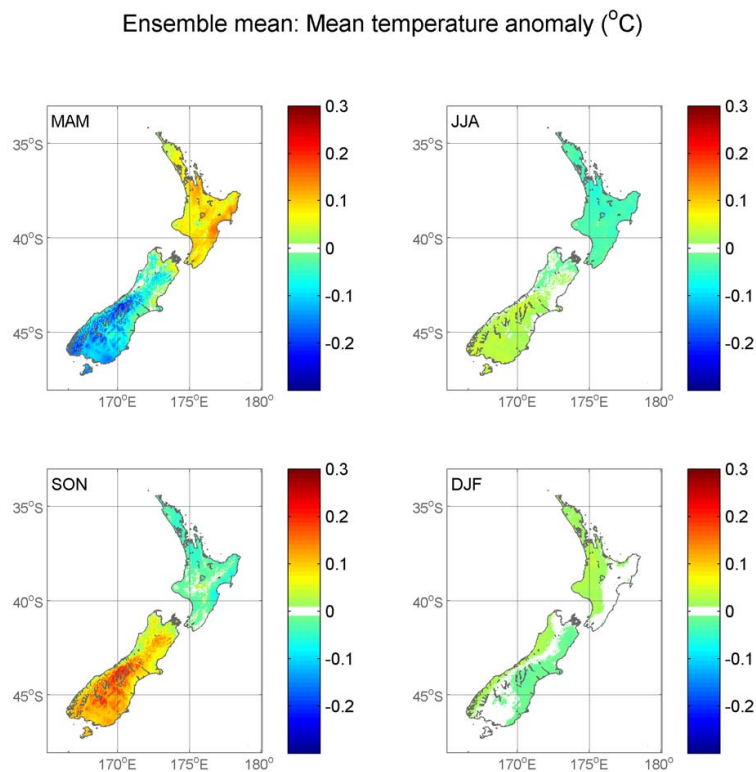 Ensemble mean: Mean temperature anomaly (°C)
MAM
35°S
40°S
45°S
170°E
175°E
180°
0.3
0.2
0.1
0
-0.1
-0.2
JJA
35°S
40°S
45°S
170°E
175°E
180°
0.3
0.2
0.1
0
-0.1
-0.2
SON
35°S
40°S
45°S
170°E
175°E
180°
0.3
0.2
0.1
0
-0.1
-0.2
DJF
35°S
40°S
45°S
170°E
175°E
180°
0.3
0.2
0.1
0
-0.1
-0.2